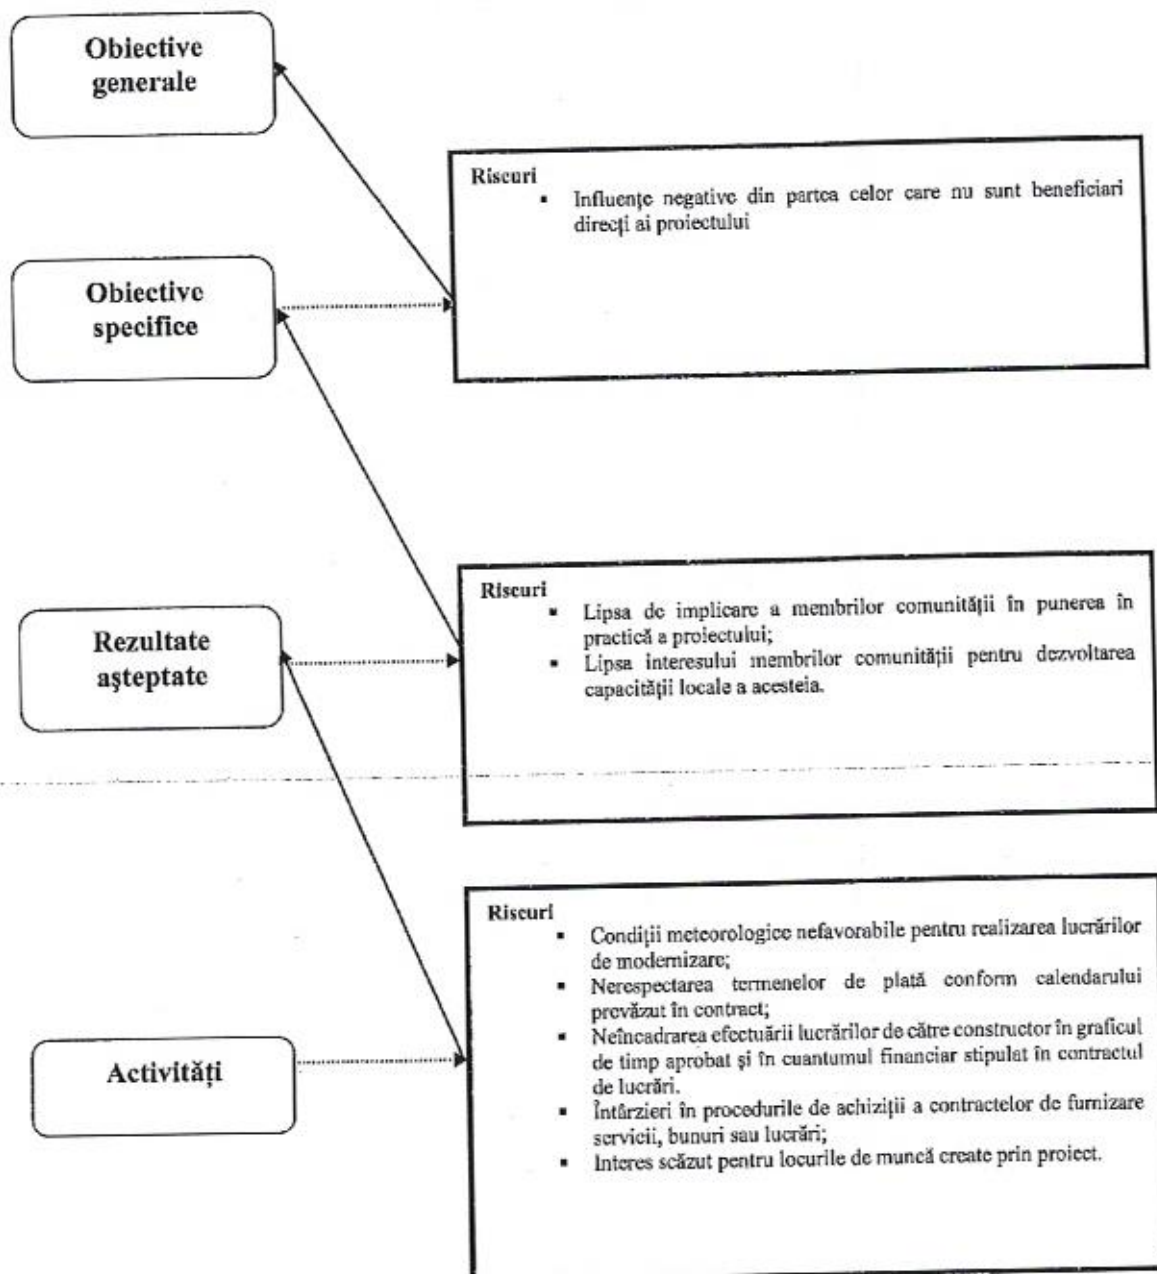 Obiective
generale
Riscuri
▪ Influențe negative din partea celor care nu sunt beneficiari
direcți ai proiectului
Obiective
specifice
Riscuri
▪ Lipsa de implicare a membrilor comunității în punerea în
practică a proiectului;
▪ Lipsa interesului membrilor comunității pentru dezvoltarea
capacității locale a acesteia.
Rezultate
așteptate
Riscuri
▪ Condiții meteorologice nefavorabile pentru realizarea lucrărilor
de modernizare;
▪ Nerespectarea termenelor de plată conform calendarului
prevăzut în contract;
▪ Neîncadrarea efectuării lucrărilor de către constructor în graficul
de timp aprobat și în cuantumul financiar stipulat în contractul
de lucrări.
▪ Întârzieri în procedurile de achiziții a contractelor de furnizare
servicii, bunuri sau lucrări;
▪ Interes scăzut pentru locurile de muncă create prin proiect.
Activități